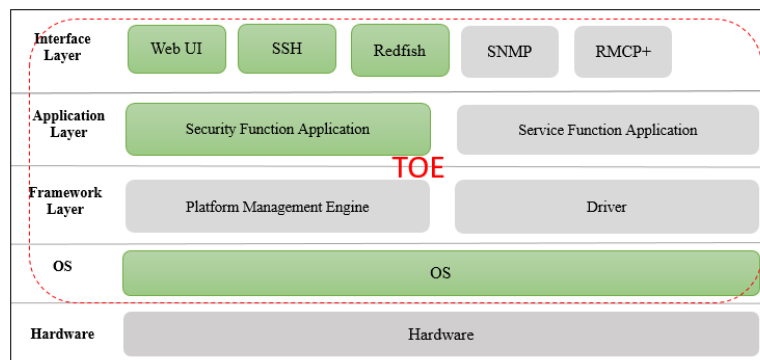 Interface
Layer
Web UI
SSH
Redfish
SNMP
RMCP+
Application
Layer
Security Function Application
Service Function Application
TOE
Framework
Layer
Platform Management Engine
Driver
OS
OS
Hardware
Hardware